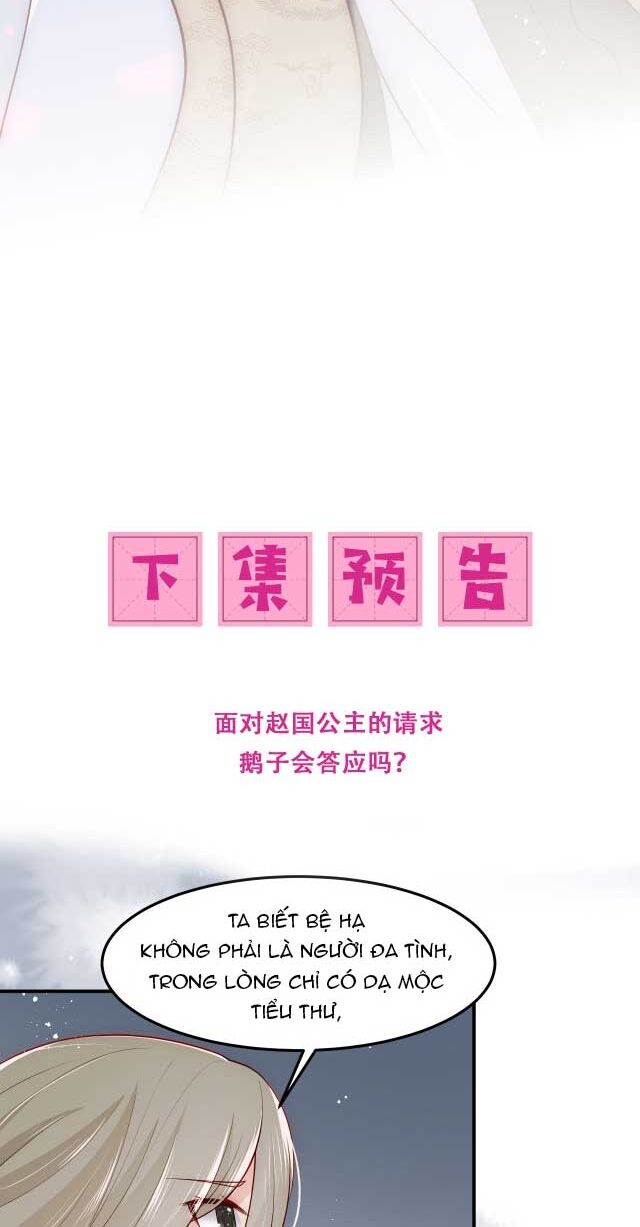 下集预告
面对赵国公主的请求
鹅子会答应吗?
TA BIẾT BỆ HẠ
KHÔNG PHẢI LÀ NGƯỜI ĐA TÌNH,
TRONG LÒNG CHỈ CÓ DẠ MỘC
TIỂU THƯ,